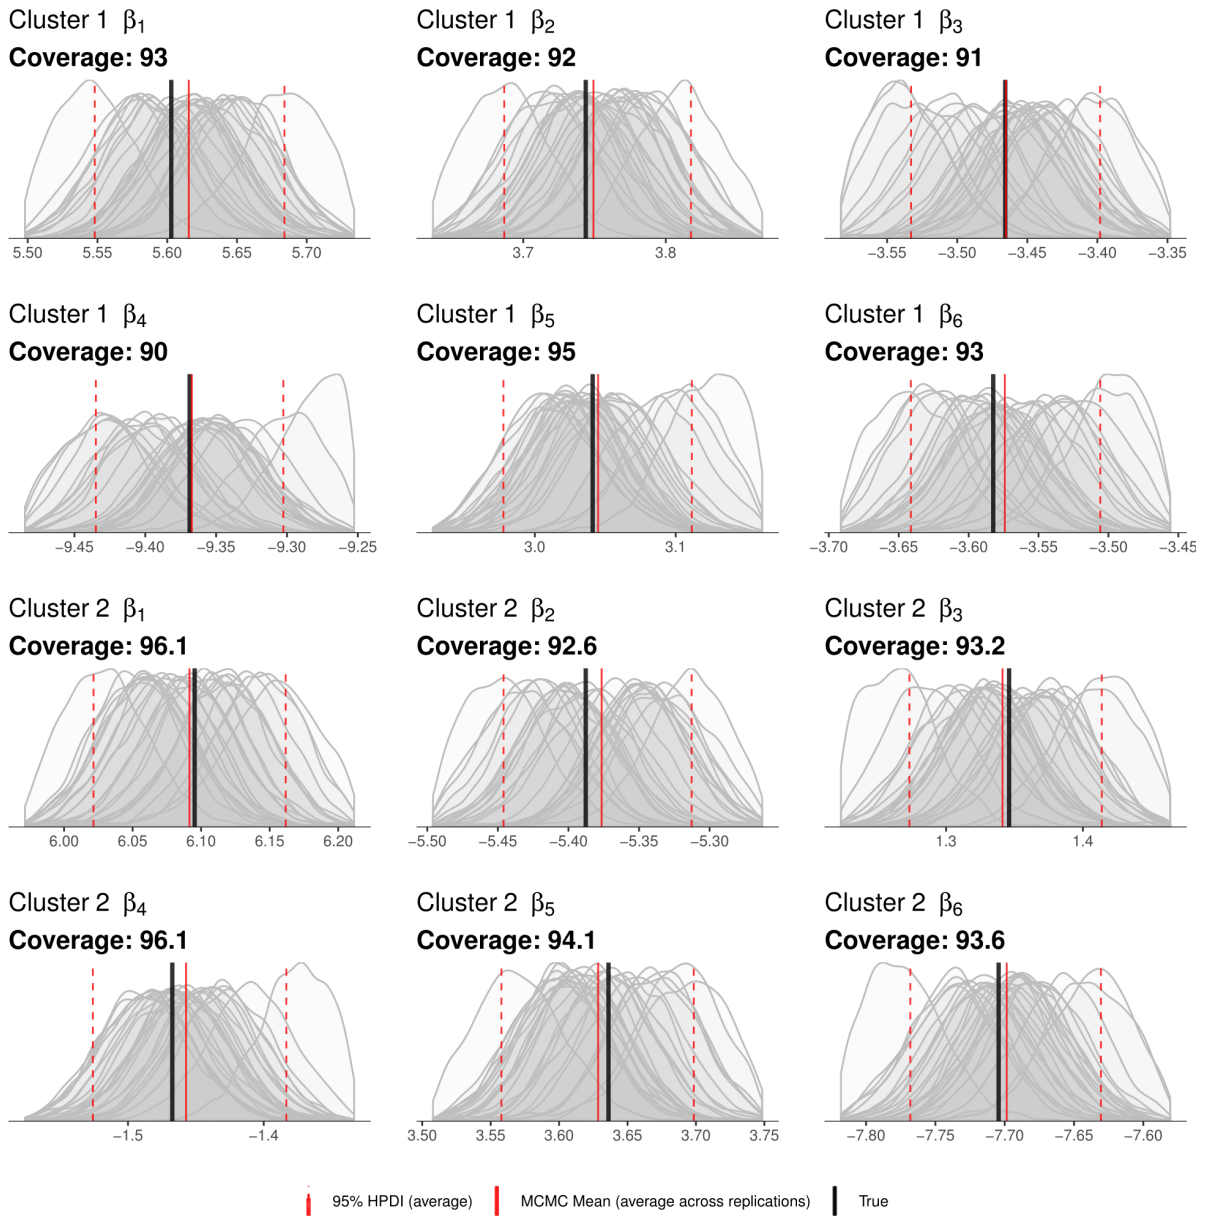 Cluster 1 β1 Cluster 1 β2 Cluster 1 β3
Coverage: 93 Coverage: 92 Coverage: 91
5.50 5.55 5.60 5.65 5.70 3.7 3.8 −3.55 −3.50 −3.45 −3.40 −3.35
Cluster 1 β4 Cluster 1 β5 Cluster 1 β6
Coverage: 90 Coverage: 95 Coverage: 93
−9.45 −9.40 −9.35 −9.30 −9.25 3.0 3.1 −3.70 −3.65 −3.60 −3.55 −3.50 −3.45
Cluster 2 β1 Cluster 2 β2 Cluster 2 β3
Coverage: 96.1 Coverage: 92.6 Coverage: 93.2
6.00 6.05 6.10 6.15 6.20 −5.50 −5.45 −5.40 −5.35 −5.30 1.3 1.4
Cluster 2 β4 Cluster 2 β5 Cluster 2 β6
Coverage: 96.1 Coverage: 94.1 Coverage: 93.6
−1.5 −1.4 3.50 3.55 3.60 3.65 3.70 3.75 −7.80 −7.75 −7.70 −7.65 −7.60
95% HPDI (average) MCMC Mean (average across replications) True